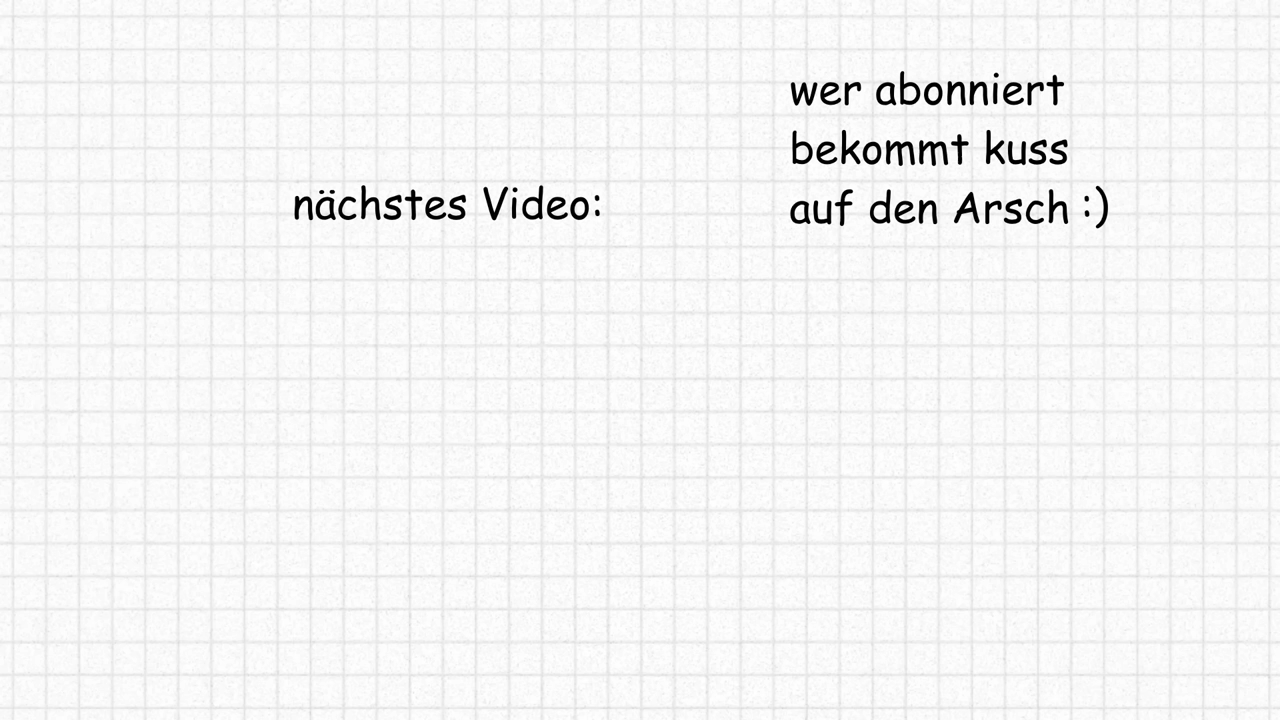 nächstes Video:
wer abonniert
bekommt kuss
auf den Arsch :)